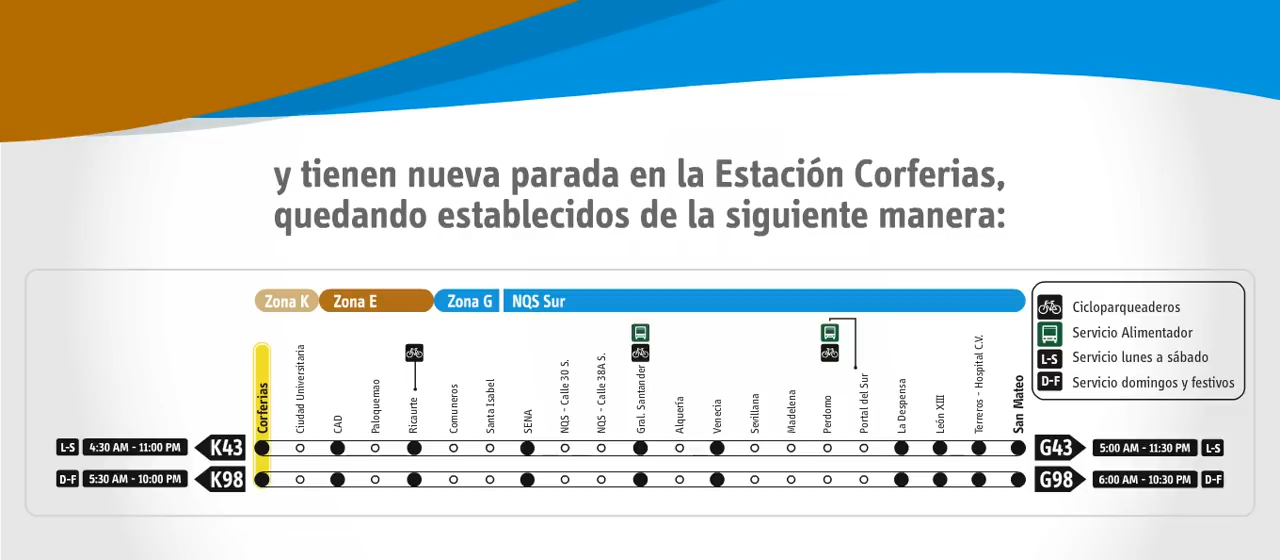 y tienen nueva parada en la Estación Corferias,
quedando establecidos de la siguiente manera:
Zona K
Zona E
Zona G
NQS Sur
Cicloparqueaderos
Servicio Alimentador
L-S Servicio lunes a sábado
D-F Servicio domingos y festivos
Corferias
Ciudad Universitaria
CAD
Paloquemao
Ricaurte
Comuneros
Santa Isabel
SENA
NQS - Calle 30 S.
NQS - Calle 38A S.
Gral. Santander
Alquería
Venecia
Sevillana
Madelena
Perdomo
Portal del Sur
La Despensa
León XIII
Terreros - Hospital C.V.
San Mateo
L-S 4:30 AM - 11:00 PM K43 G43 5:00 AM - 11:30 PM L-S
D-F 5:30 AM - 10:00 PM K98 G98 6:00 AM - 10:30 PM D-F